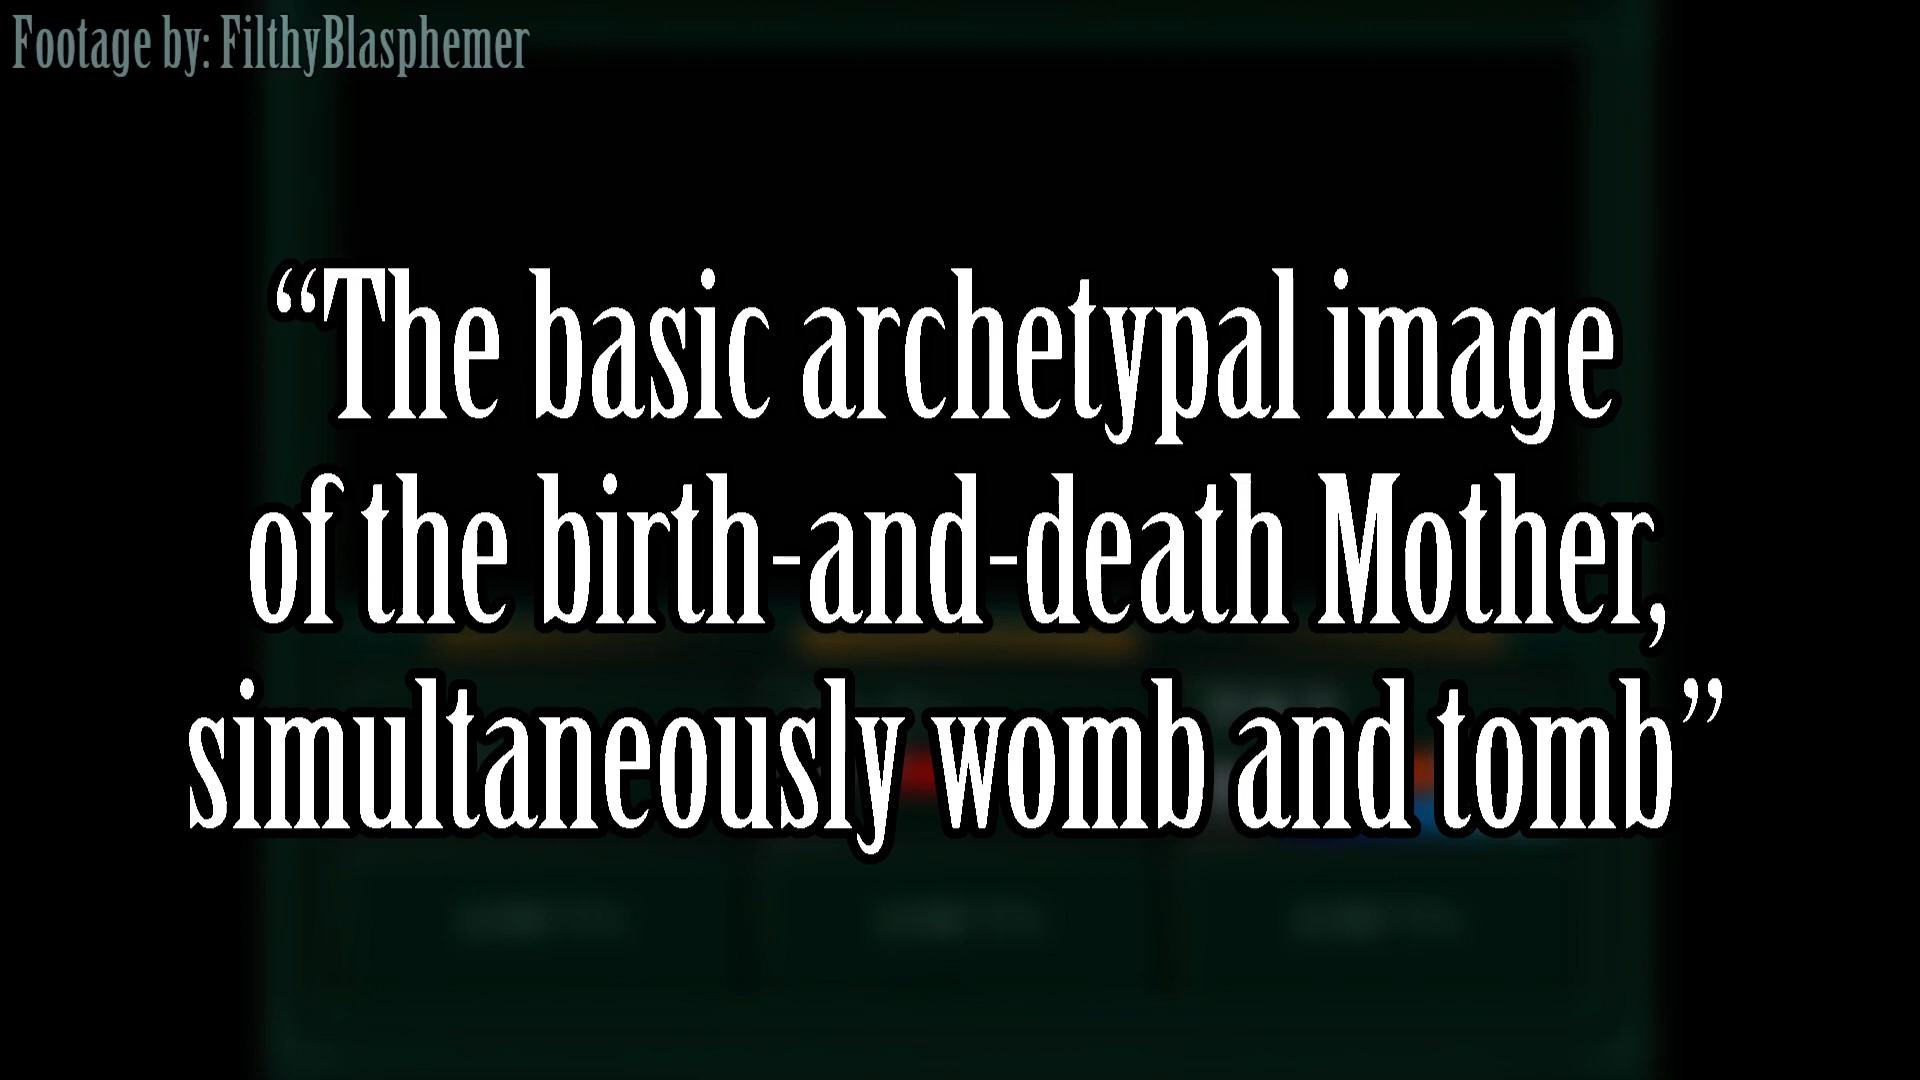 Footage by: FilthyBlasphemer
“The basic archetypal image
of the birth-and-death Mother,
simultaneously womb and tomb”